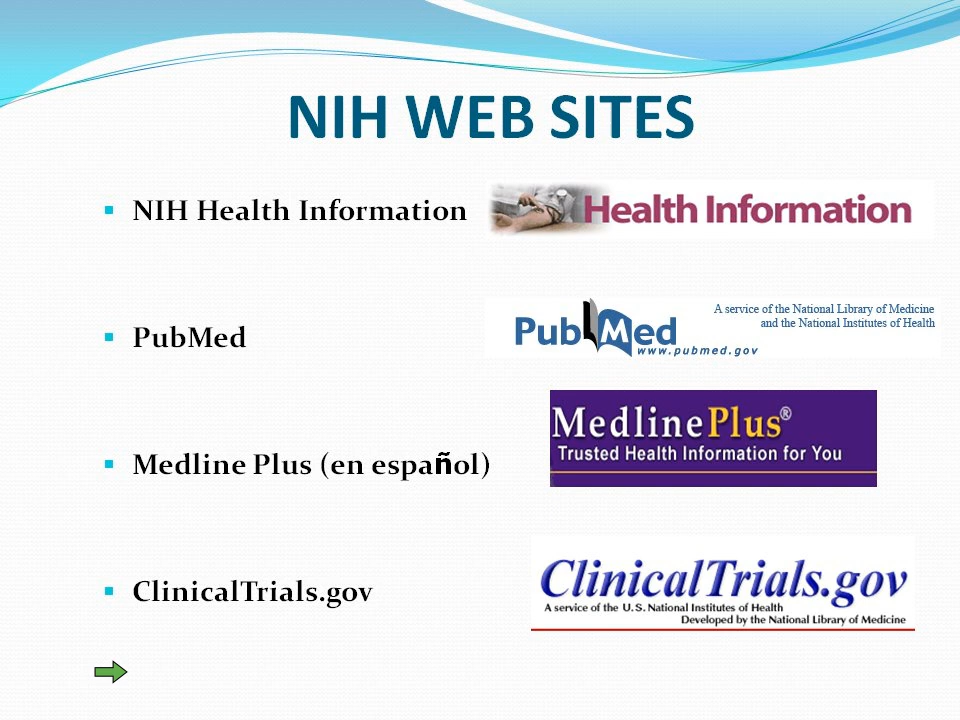 NIH WEB SITES
NIH Health Information
Health Information
PubMed
PubMed
www.pubmed.gov
A service of the National Library of Medicine
and the National Institutes of Health
Medline Plus (en español)
MedlinePlus®
Trusted Health Information for You
ClinicalTrials.gov
ClinicalTrials.gov
A service of the U.S. National Institutes of Health
Developed by the National Library of Medicine